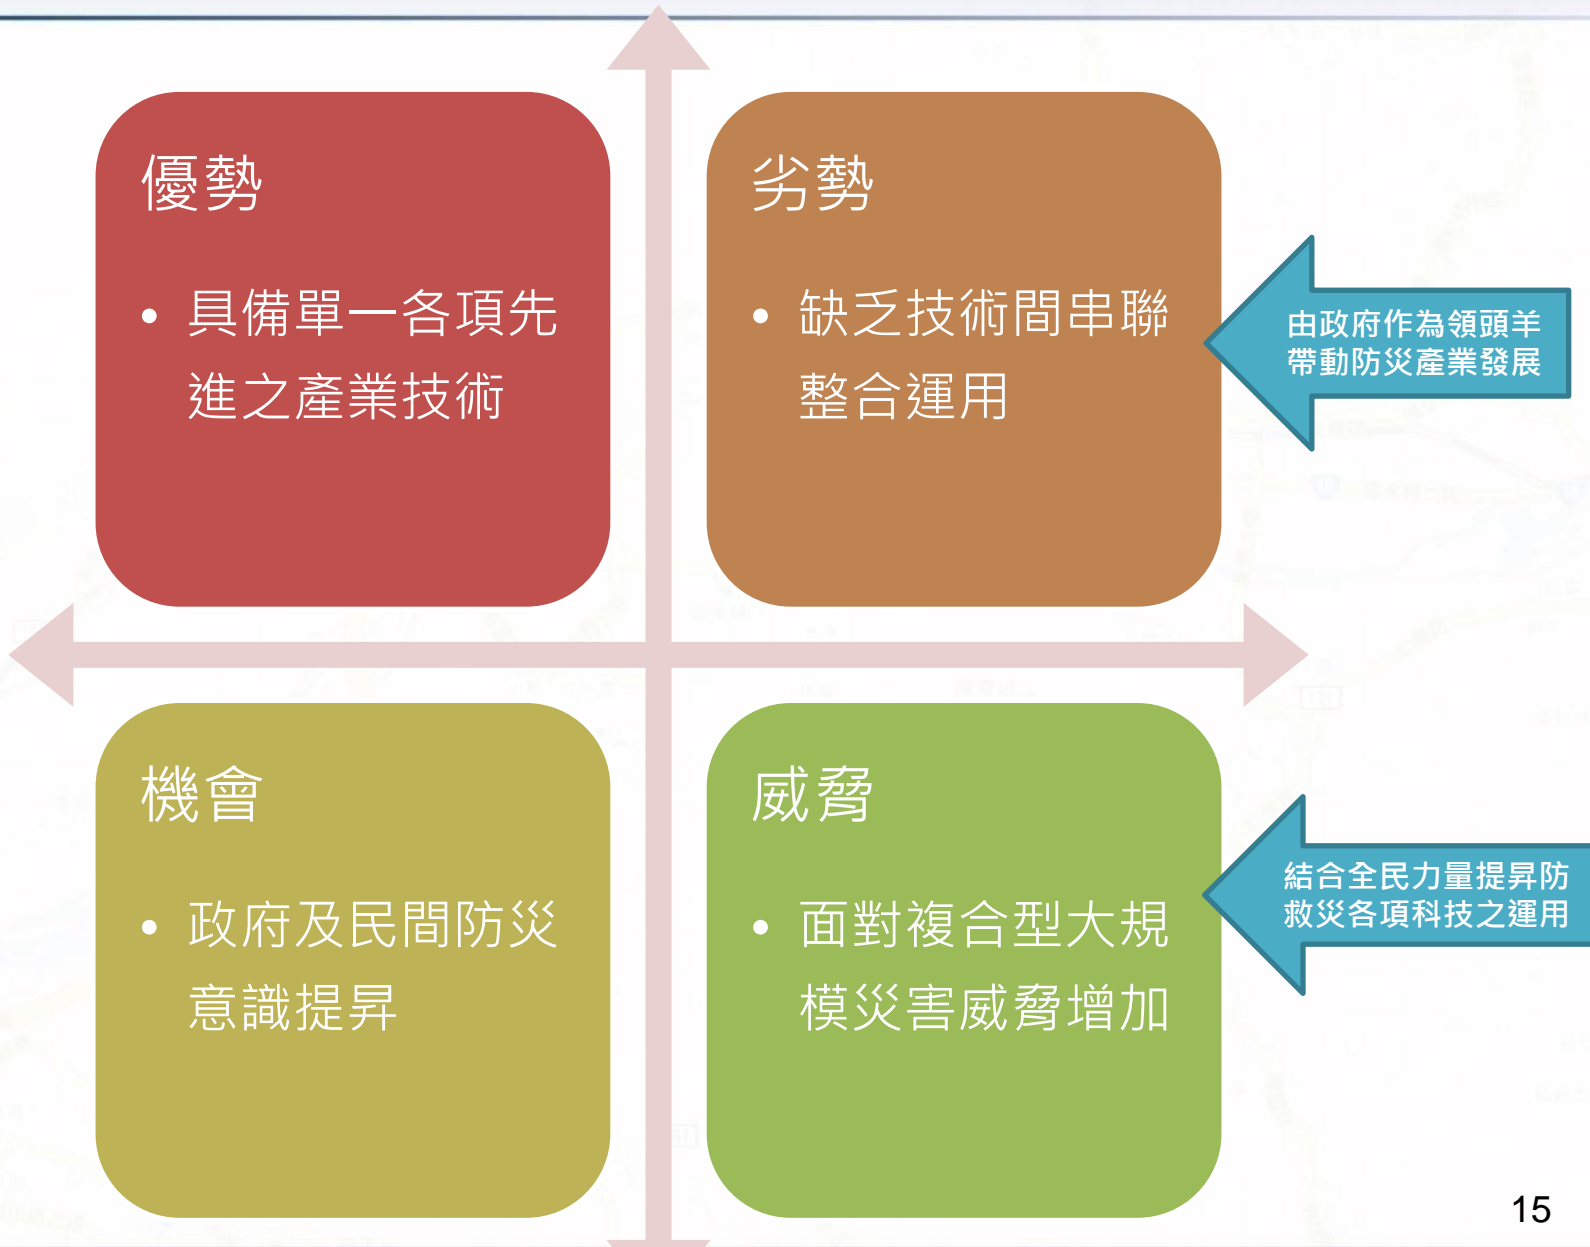 優勢
• 具備單一各項先
進之產業技術
劣勢
• 缺乏技術間串聯
整合運用
由政府作為領頭羊
帶動防災產業發展
機會
• 政府及民間防災
意識提昇
威脅
• 面對複合型大規
模災害威脅增加
結合全民力量提昇防
救災各項科技之運用
15